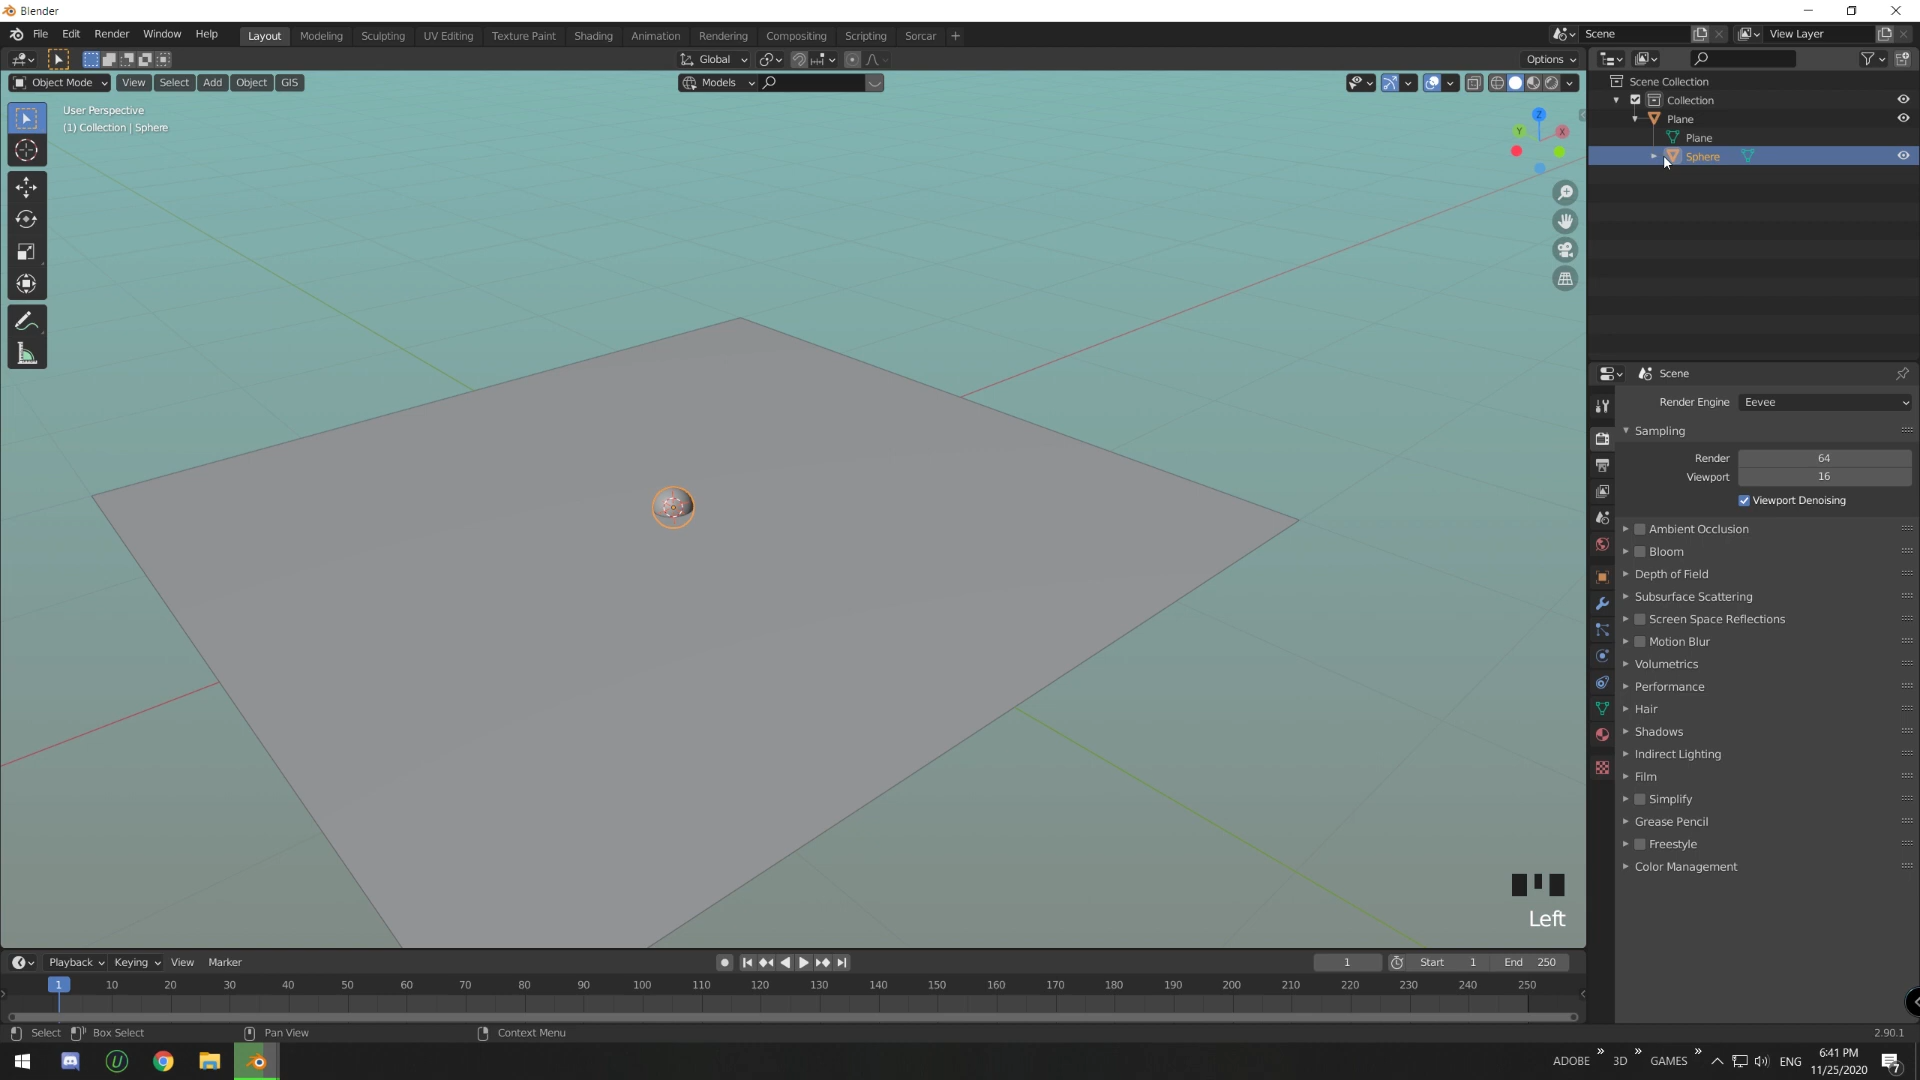 Blender
File Edit Render Window Help Layout Modeling Sculpting UV Editing Texture Paint Shading Animation Rendering Compositing Scripting Sorcar + Scene View Layer
Global Options
Object Mode View Select Add Object GIS Models
User Perspective
(1) Collection | Sphere
Z
Y X
Scene Collection
Collection
Plane
Plane
Sphere
Scene
Render Engine Eevee
Sampling
Render 64
Viewport 16
Viewport Denoising
Ambient Occlusion
Bloom
Depth of Field
Subsurface Scattering
Screen Space Reflections
Motion Blur
Volumetrics
Performance
Hair
Shadows
Indirect Lighting
Film
Simplify
Grease Pencil
Freestyle
Color Management
Left
Playback Keying View Marker 1 Start 1 End 250
1 10 20 30 40 50 60 70 80 90 100 110 120 130 140 150 160 170 180 190 200 210 220 230 240 250
Select Box Select Pan View Context Menu 2.90.1
ADOBE » 3D » GAMES » ENG 6:41 PM
11/25/2020 7